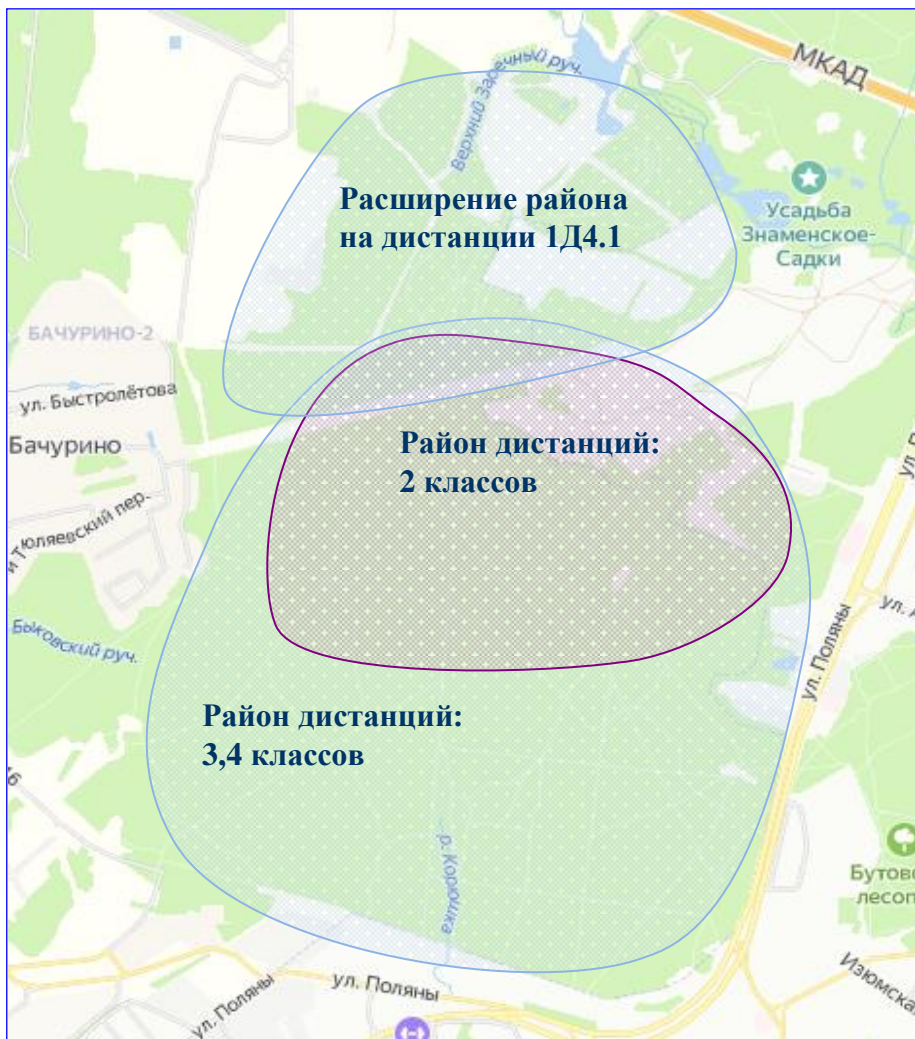 МКАД
Верхний Заречный руч.
Расширение района
на дистанции 1Д4.1
Усадьба
Знаменское-
Садки
БАЧУРИНО-2
ул. Быстролётова
Бачурино
Район дистанций:
2 классов
Тюляевский пер.
Быковский руч.
ул. Поляны
Район дистанций:
3,4 классов
р. Корюшка
Бутово
лесоп
Изюмска
ул. Поляны
ул. Поляны